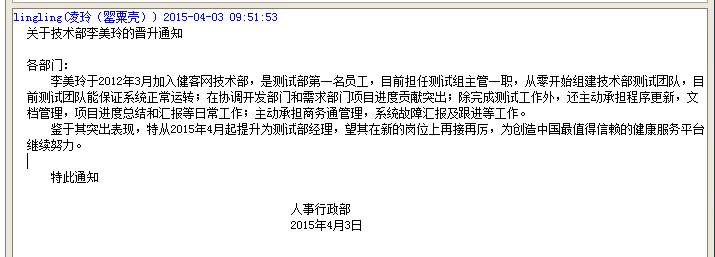 lingling(凌玲（罂粟壳）) 2015-04-03 09:51:53
关于技术部李美玲的晋升通知
各部门：
李美玲于2012年3月加入健客网技术部，是测试部第一名员工，目前担任测试组主管一职，从零开始组建技术部测试团队，目
前测试团队能保证系统正常运转；在协调开发部门和需求部门项目进度贡献突出；除完成测试工作外，还主动承担程序更新，文
档管理，项目进度总结和汇报等日常工作；主动承担商务通管理，系统故障汇报及跟进等工作。
鉴于其突出表现，特从2015年4月起提升为测试部经理，望其在新的岗位上再接再厉，为创造中国最值得信赖的健康服务平台
继续努力。
特此通知
人事行政部
2015年4月3日